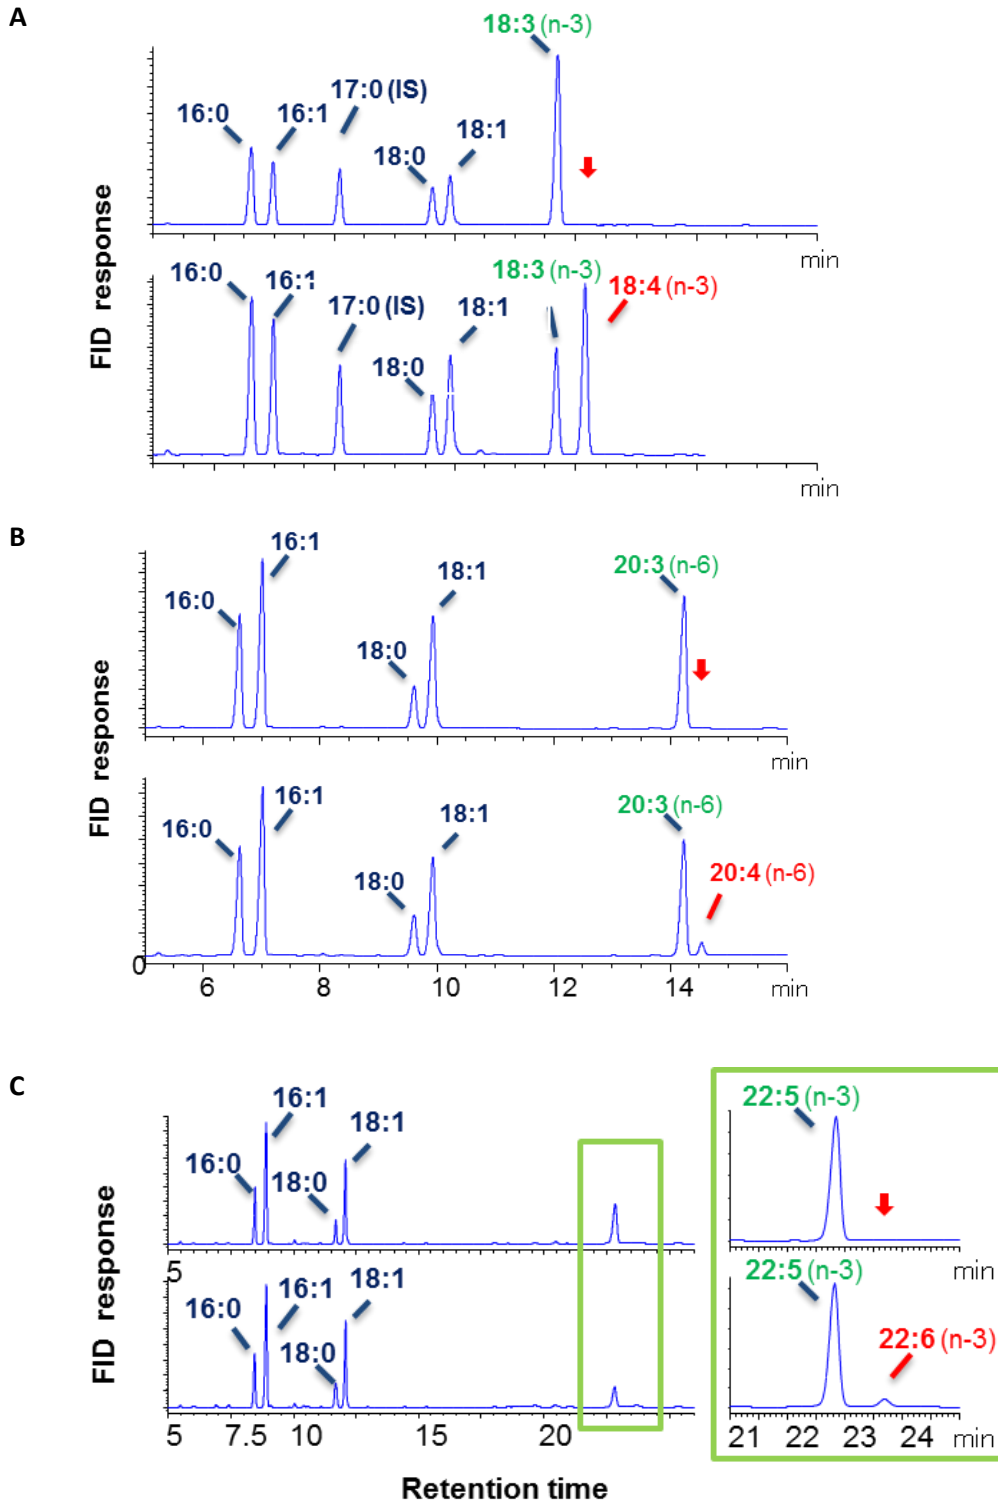 A
18:3 (n-3)
17:0 (IS)
16:0
16:1
18:1
18:0
FID response
min
18:3 (n-3)
16:0
16:1
18:4 (n-3)
17:0 (IS)
18:1
18:0
min
B
16:1
20:3 (n-6)
18:1
16:0
18:0
FID response
min
16:1
20:3 (n-6)
18:1
16:0
20:4 (n-6)
18:0
0
6
8
10
12
14
min
C
16:1
22:5 (n-3)
18:1
16:0
18:0
FID response
5
min
22:5 (n-3)
18:1
16:1
16:0
22:6 (n-3)
18:0
5
7.5
10
15
20
21
22
23
24
min
Retention time